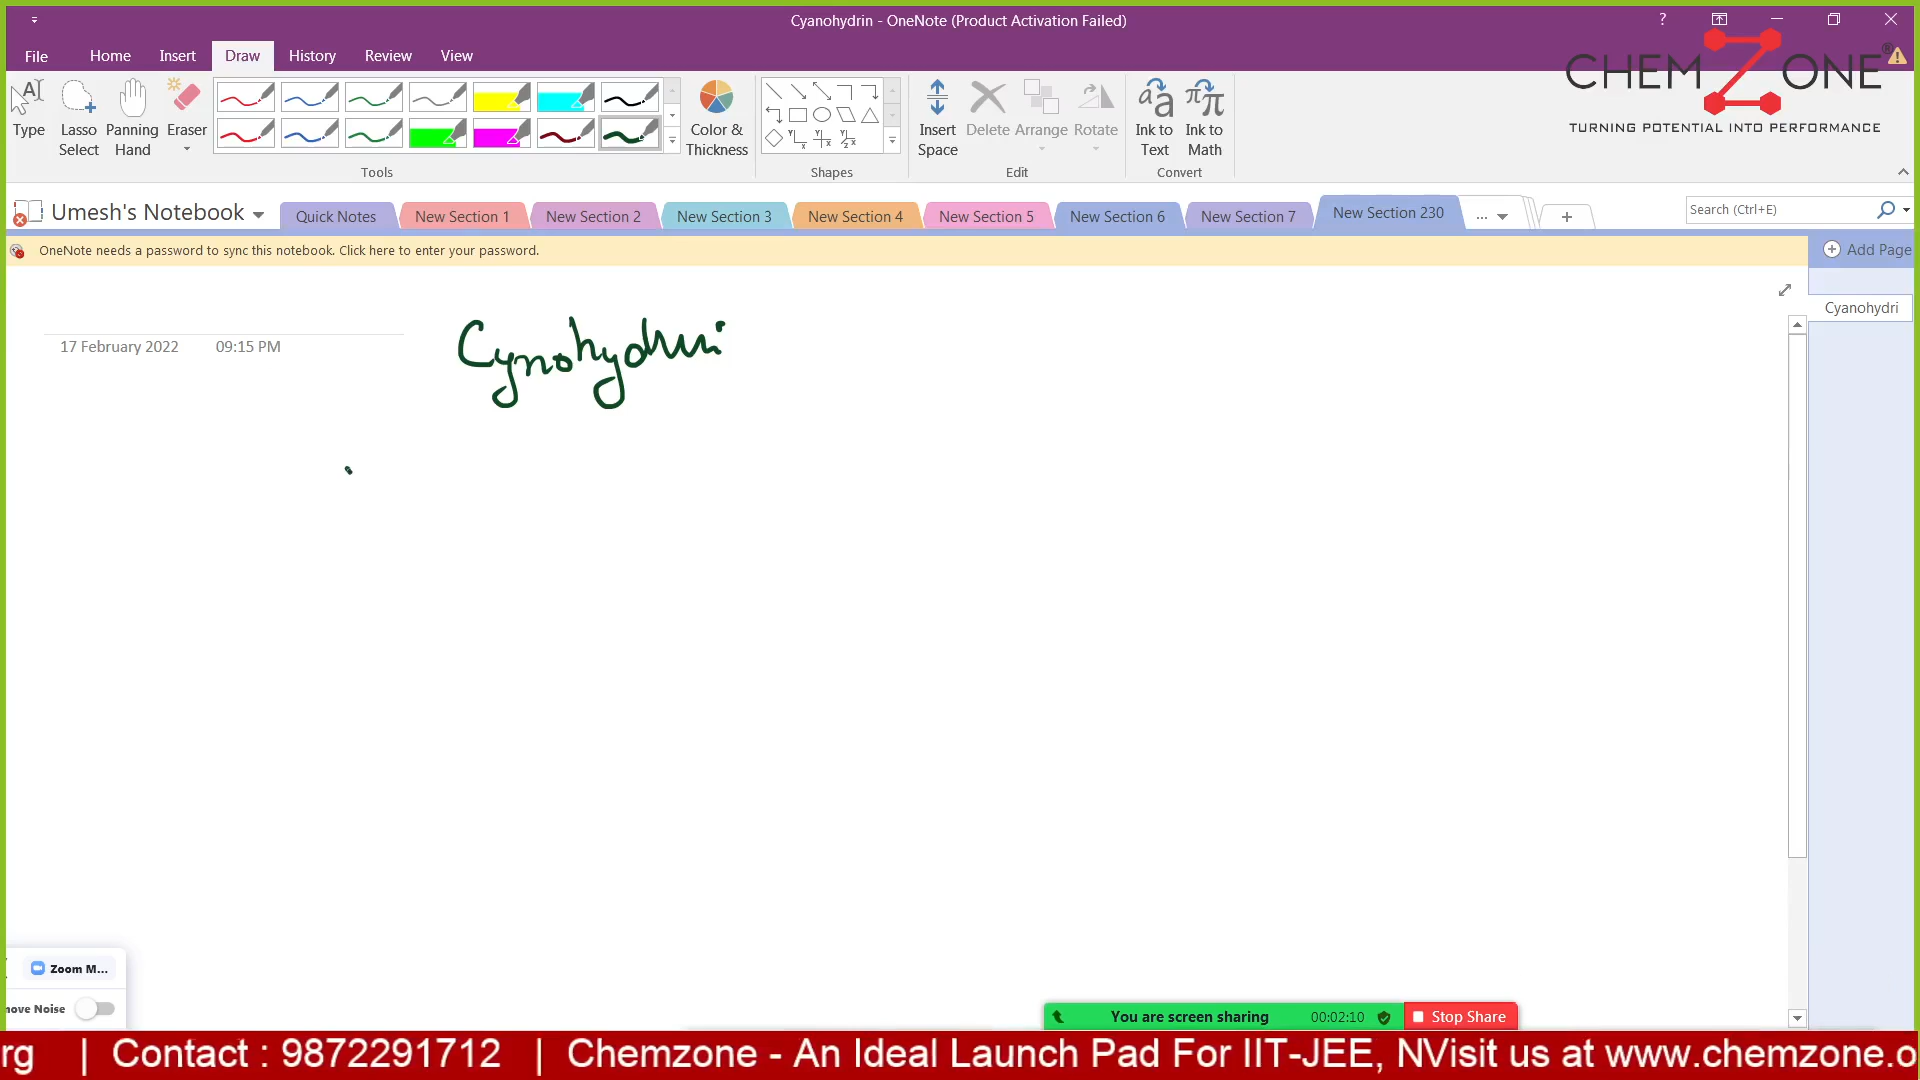 Cyanohydrin - OneNote (Product Activation Failed)
?
File Home Insert Draw History Review View
CHEMZONE®
TURNING POTENTIAL INTO PERFORMANCE
Type
Lasso Select
Panning Hand
Eraser
Color & Thickness
Insert Space
Delete
Arrange
Rotate
Ink to Text
Ink to Math
Tools Shapes Edit Convert
Umesh's Notebook Quick Notes New Section 1 New Section 2 New Section 3 New Section 4 New Section 5 New Section 6 New Section 7 New Section 230 ... + Search (Ctrl+E)
OneNote needs a password to sync this notebook. Click here to enter your password.
Add Page
Cyanohydri
Cynohydrin
17 February 2022 09:15 PM
Zoom M...
nove Noise
You are screen sharing 00:02:10 Stop Share
rg | Contact : 9872291712 | Chemzone - An Ideal Launch Pad For IIT-JEE, NVisit us at www.chemzone.o